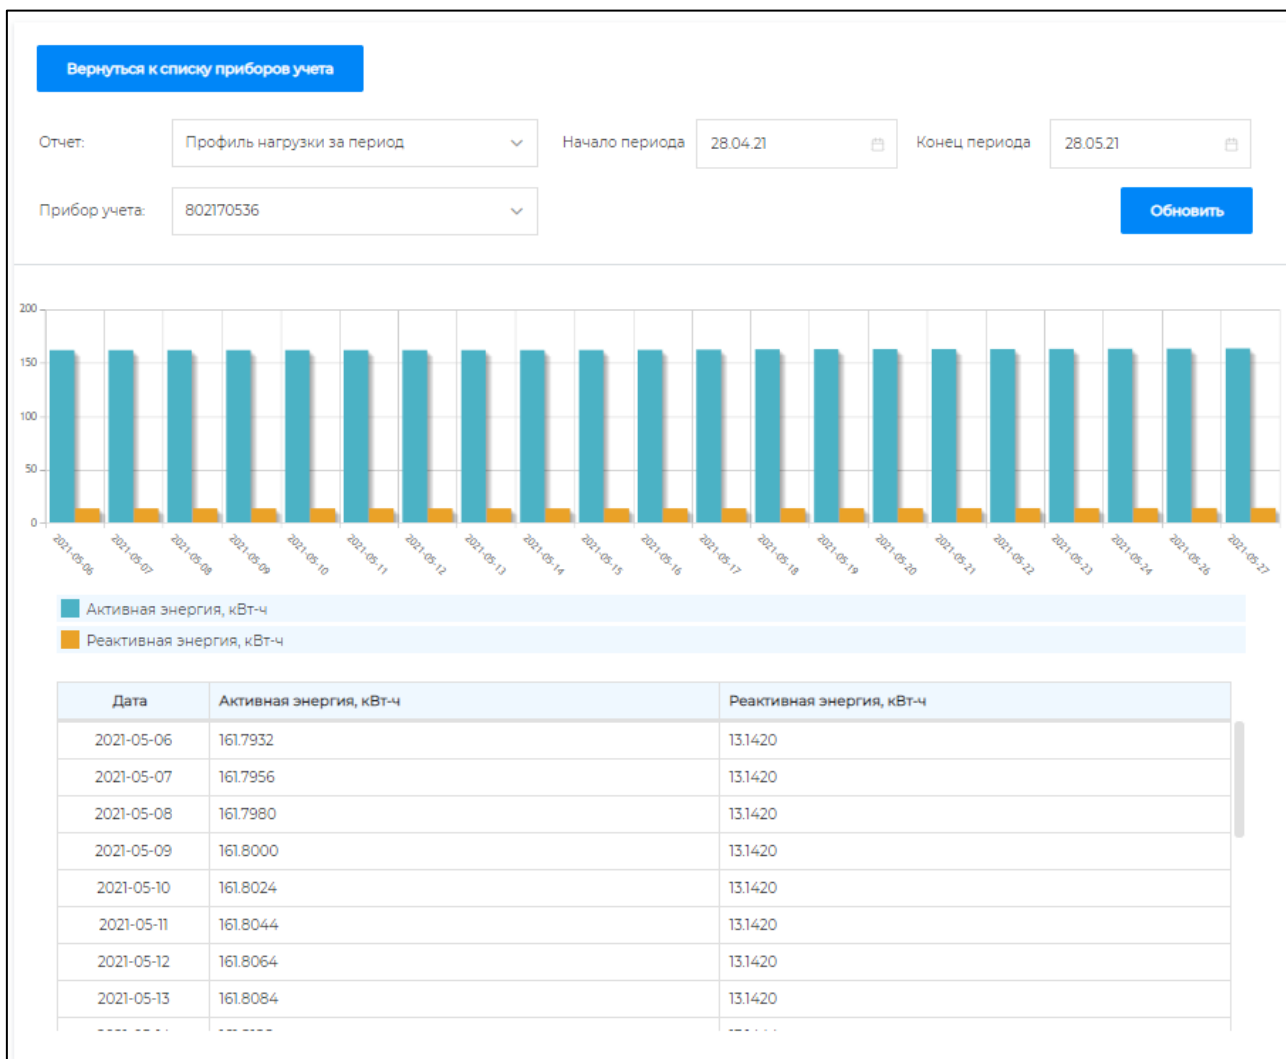 Вернуться к списку приборов учета
Отчет: Профиль нагрузки за период Начало периода 28.04.21 Конец периода 28.05.21
Прибор учета: 802170536 Обновить
200
150
100
50
0
2021-05-06 2021-05-07 2021-05-08 2021-05-09 2021-05-10 2021-05-11 2021-05-12 2021-05-13 2021-05-14 2021-05-15 2021-05-16 2021-05-17 2021-05-18 2021-05-19 2021-05-20 2021-05-21 2021-05-22 2021-05-23 2021-05-24 2021-05-26 2021-05-27
Активная энергия, кВт-ч
Реактивная энергия, кВт-ч
Дата Активная энергия, кВт-ч Реактивная энергия, кВт-ч
2021-05-06 161.7932 13.1420
2021-05-07 161.7956 13.1420
2021-05-08 161.7980 13.1420
2021-05-09 161.8000 13.1420
2021-05-10 161.8024 13.1420
2021-05-11 161.8044 13.1420
2021-05-12 161.8064 13.1420
2021-05-13 161.8084 13.1420